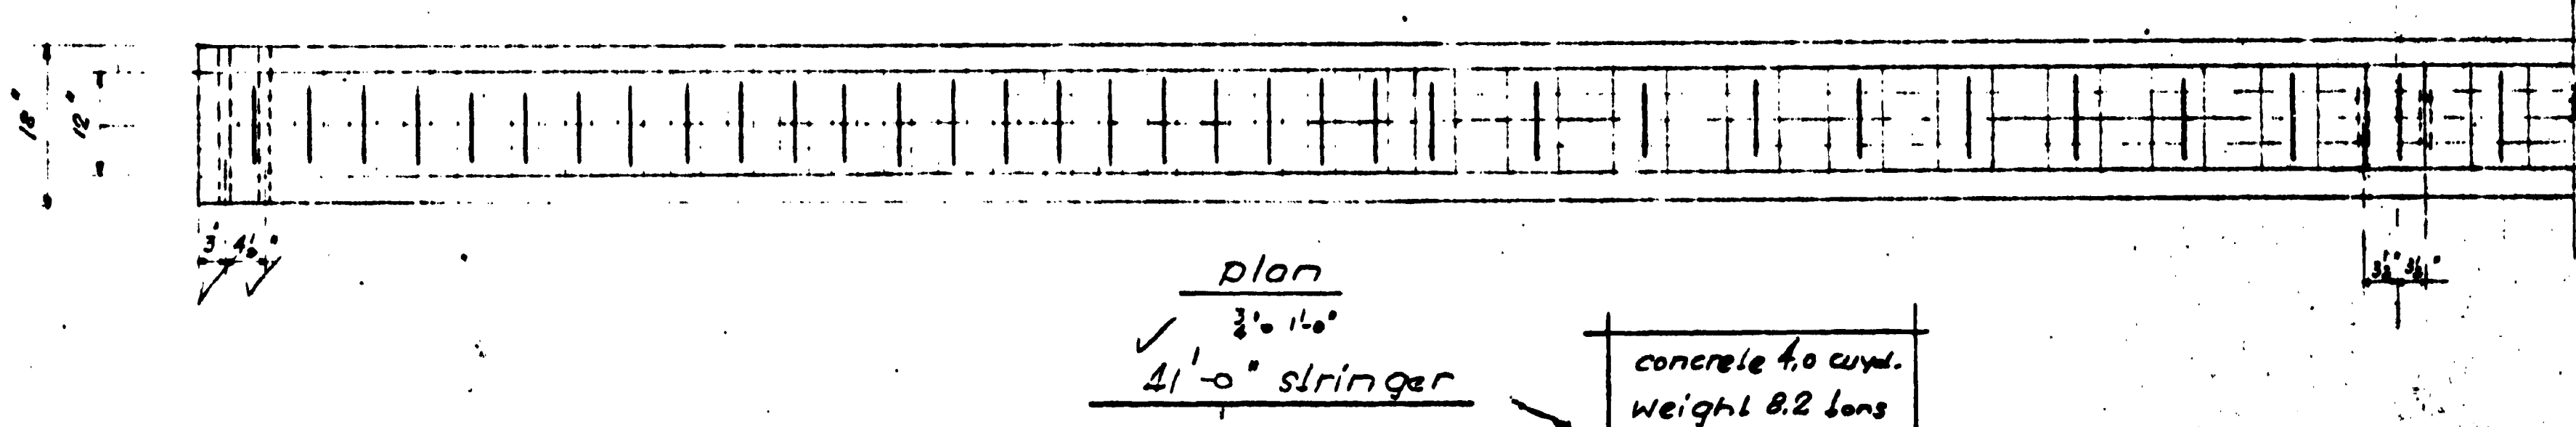 18"
12"
3" 4½"
3½" 3½"
plan
¾" = 1'-0"
41'-0" stringer
concrete 4.0 cu yd.
weight 8.2 tons